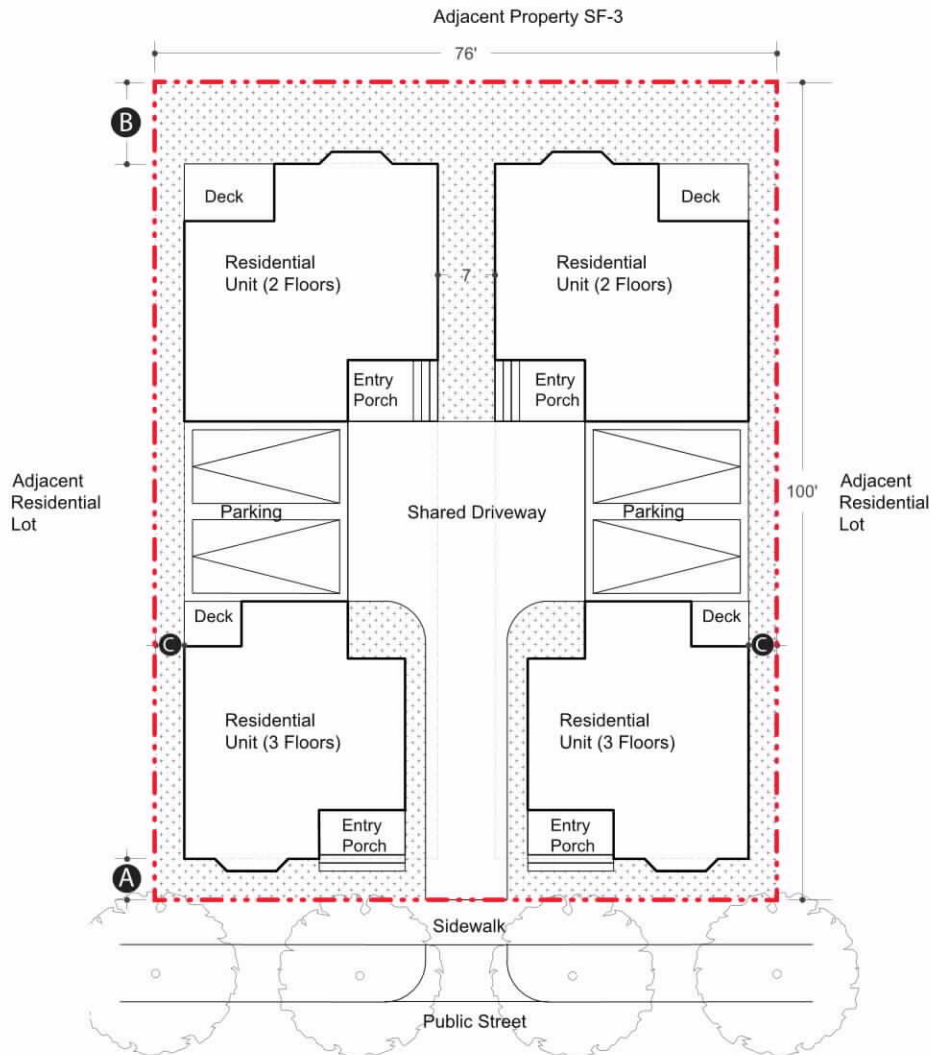 Adjacent Property SF-3
76'
B
Deck
Deck
Residential
Unit (2 Floors)
Residential
Unit (2 Floors)
7
Entry
Porch
Entry
Porch
Adjacent
Residential
Lot
Parking
Shared Driveway
Parking
100'
Adjacent
Residential
Lot
Deck
Deck
C
C
Residential
Unit (3 Floors)
Residential
Unit (3 Floors)
Entry
Porch
Entry
Porch
A
Sidewalk
Public Street